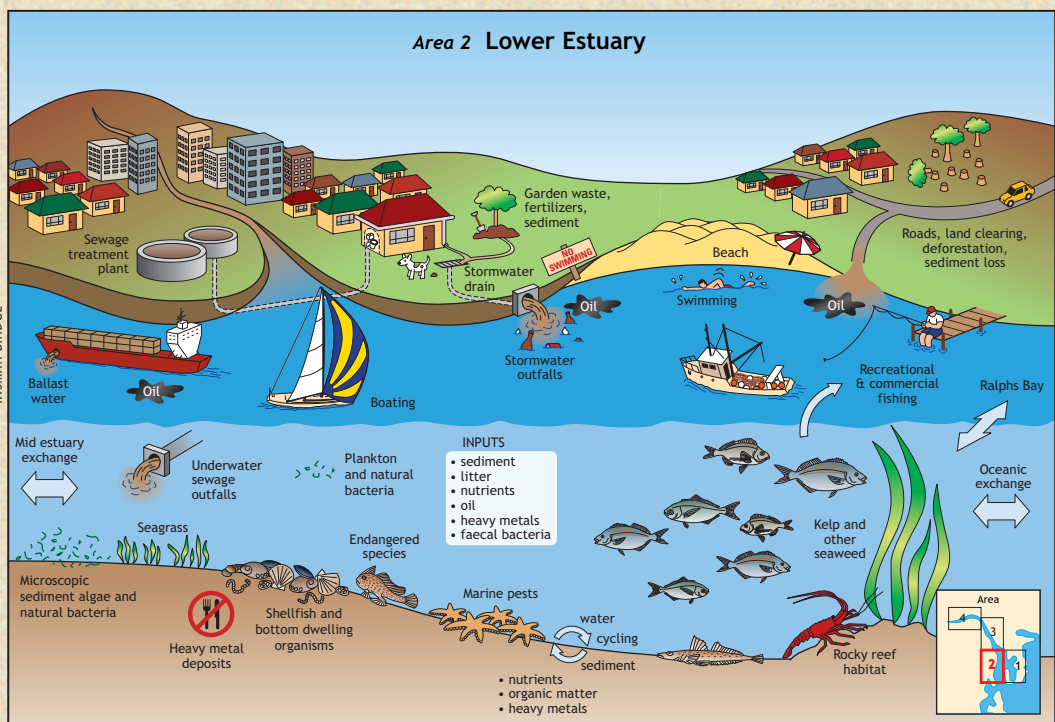 Area 2 Lower Estuary
Garden waste,
fertilizers,
sediment
Sewage
treatment
plant
Stormwater
drain
NO
SWIMMING
Beach
Roads, land clearing,
deforestation,
sediment loss
Oil
Swimming
Oil
Ballast
water
Oil
Boating
Stormwater
outfalls
Recreational
& commercial
fishing
Ralphs Bay
Mid estuary
exchange
Underwater
sewage
outfalls
Plankton
and natural
bacteria
INPUTS
• sediment
• litter
• nutrients
• oil
• heavy metals
• faecal bacteria
Oceanic
exchange
Kelp and
other
seaweed
Seagrass
Endangered
species
Microscopic
sediment algae and
natural bacteria
Heavy metal
deposits
Shellfish and
bottom dwelling
organisms
Marine pests
water
cycling
sediment
• nutrients
• organic matter
• heavy metals
Rocky reef
habitat
Area
4
3
2
1